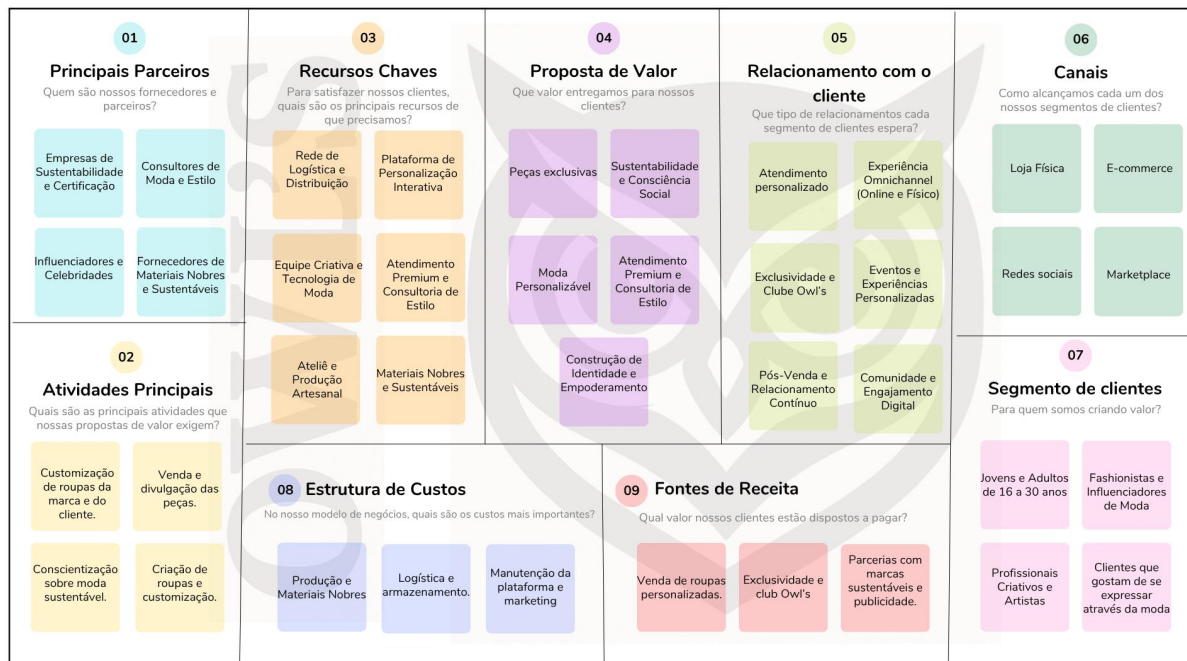 01
Principais Parceiros
Quem são nossos fornecedores e
parceiros?
Empresas de
Sustentabilidade
e Certificação
Consultores de
Moda e Estilo
Influenciadores e
Celebridades
Fornecedores de
Materiais Nobres
e Sustentáveis
02
Atividades Principais
Quais são as principais atividades que
nossas propostas de valor exigem?
Customização
de roupas da
marca e do
cliente.
Venda e
divulgação das
peças.
Conscientização
sobre moda
sustentável.
Criação de
roupas e
customização.
03
Recursos Chaves
Para satisfazer nossos clientes,
quais são os principais recursos de
que precisamos?
Rede de
Logística e
Distribuição
Plataforma de
Personalização
Interativa
Equipe Criativa e
Tecnologia de
Moda
Atendimento
Premium e
Consultoria de
Estilo
Ateliê e
Produção
Artesanal
Materiais Nobres
e Sustentáveis
04
Proposta de Valor
Que valor entregamos para nossos
clientes?
Peças exclusivas
Sustentabilidade
e Consciência
Social
Moda
Personalizável
Atendimento
Premium e
Consultoria de
Estilo
Construção de
Identidade e
Empoderamento
05
Relacionamento com o
cliente
Que tipo de relacionamentos cada
segmento de clientes espera?
Atendimento
personalizado
Experiência
Omnichannel
(Online e Físico)
Exclusividade e
Clube Owl's
Eventos e
Experiências
Personalizadas
Pós-Venda e
Relacionamento
Contínuo
Comunidade e
Engajamento
Digital
06
Canais
Como alcançamos cada um dos
nossos segmentos de clientes?
Loja Física
E-commerce
Redes sociais
Marketplace
07
Segmento de clientes
Para quem somos criando valor?
Jovens e Adultos
de 16 a 30 anos
Fashionistas e
Influenciadores
de Moda
Profissionais
Criativos e
Artistas
Clientes que
gostam de se
expressar
através da moda
08
Estrutura de Custos
No nosso modelo de negócios, quais são os custos mais importantes?
Produção e
Materiais Nobres
Logística e
armazenamento.
Manutenção da
plataforma e
marketing
09
Fontes de Receita
Qual valor nossos clientes estão dispostos a pagar?
Venda de roupas
personalizadas.
Exclusividade e
club Owl's
Parcerias com
marcas
sustentáveis e
publicidade.
OWL'S